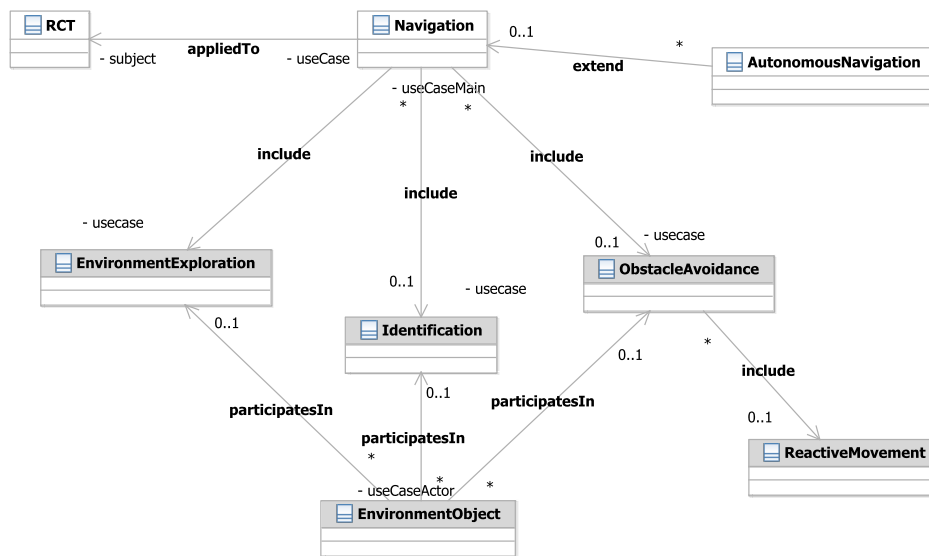 RCT
Navigation
0..1
*
appliedTo
- subject
- useCase
extend
AutonomousNavigation
- useCaseMain
*
*
include
include
include
- usecase
- usecase
0..1
EnvironmentExploration
ObstacleAvoidance
0..1
- usecase
0..1
Identification
*
0..1
include
0..1
participatesIn
participatesIn
0..1
participatesIn
*
ReactiveMovement
*
*
- useCaseActor
EnvironmentObject